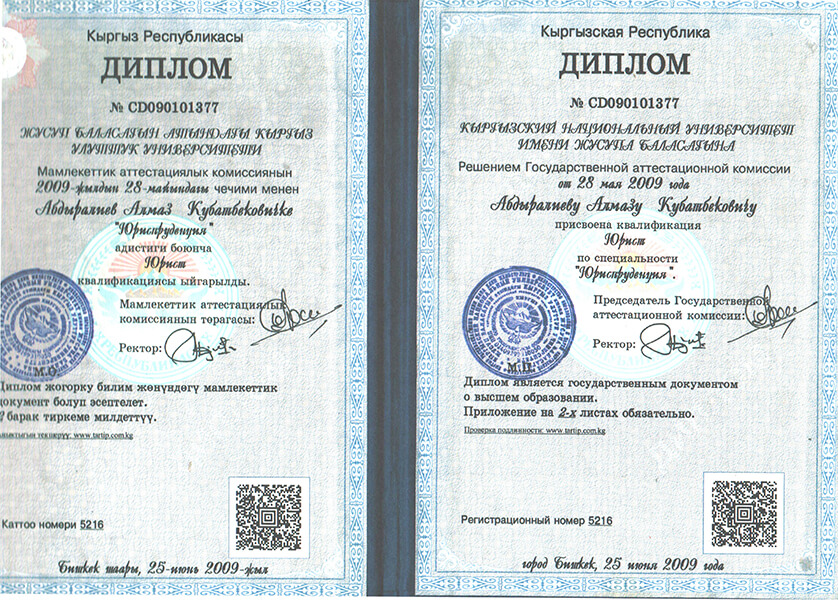 Кыргыз Республикасы
ДИПЛОМ
№ CD090101377
ЖУСУП БАЛАСАГЫН АТЫНДАГЫ КЫРГЫЗ
УЛУТТУК УНИВЕРСИТЕТИ
Мамлекеттик аттестациялык комиссиянын
2009-жылдын 28-майындагы чечими менен
Абдыралиев Алмаз Кубатбековичке
"Юриспруденция"
адистиги боюнча
Юрист
квалификациясы ыйгарылды.
Мамлекеттик аттестациялык
комиссиянын төрагасы:
Ректор:
М.О.
Диплом жогорку билим жөнүндөгү мамлекеттик
документ болуп эсептелет.
барак тиркеме милдеттүү.
текшерүү: www.tartip.com.kg
Каттоо номери 5216
Бишкек шаары, 25-июнь 2009-жыл
Кыргызская Республика
ДИПЛОМ
№ CD090101377
КЫРГЫЗСКИЙ НАЦИОНАЛЬНЫЙ УНИВЕРСИТЕТ
ИМЕНИ ЖУСУПА БАЛАСАГЫНА
Решением Государственной аттестационной комиссии
от 28 мая 2009 года
Абдыралиеву Алмазу Кубатбековичу
присвоена квалификация
Юрист
по специальности
"Юриспруденция".
Председатель Государственной
аттестационной комиссии:
Ректор:
М.П.
Диплом является государственным документом
о высшем образовании.
Приложение на 2-х листах обязательно.
Проверка подлинности: www.tartip.com.kg
Регистрационный номер 5216
город Бишкек, 25 июня 2009 года